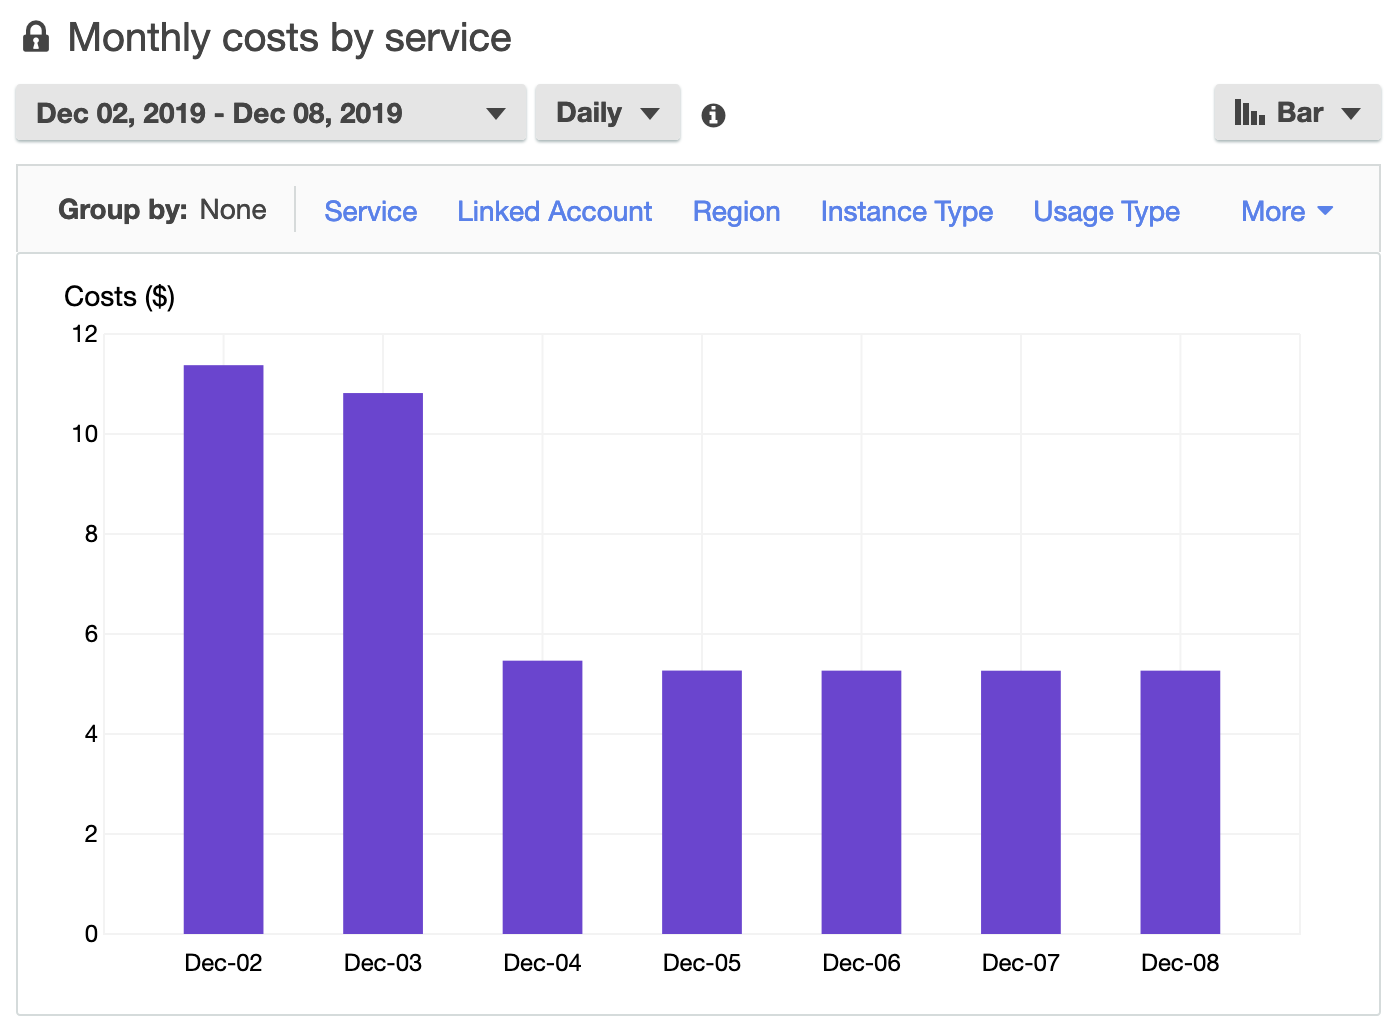 Monthly costs by service
Dec 02, 2019 - Dec 08, 2019 Daily Bar
Group by: None Service Linked Account Region Instance Type Usage Type More
Costs ($)
12
10
8
6
4
2
0
Dec-02 Dec-03 Dec-04 Dec-05 Dec-06 Dec-07 Dec-08